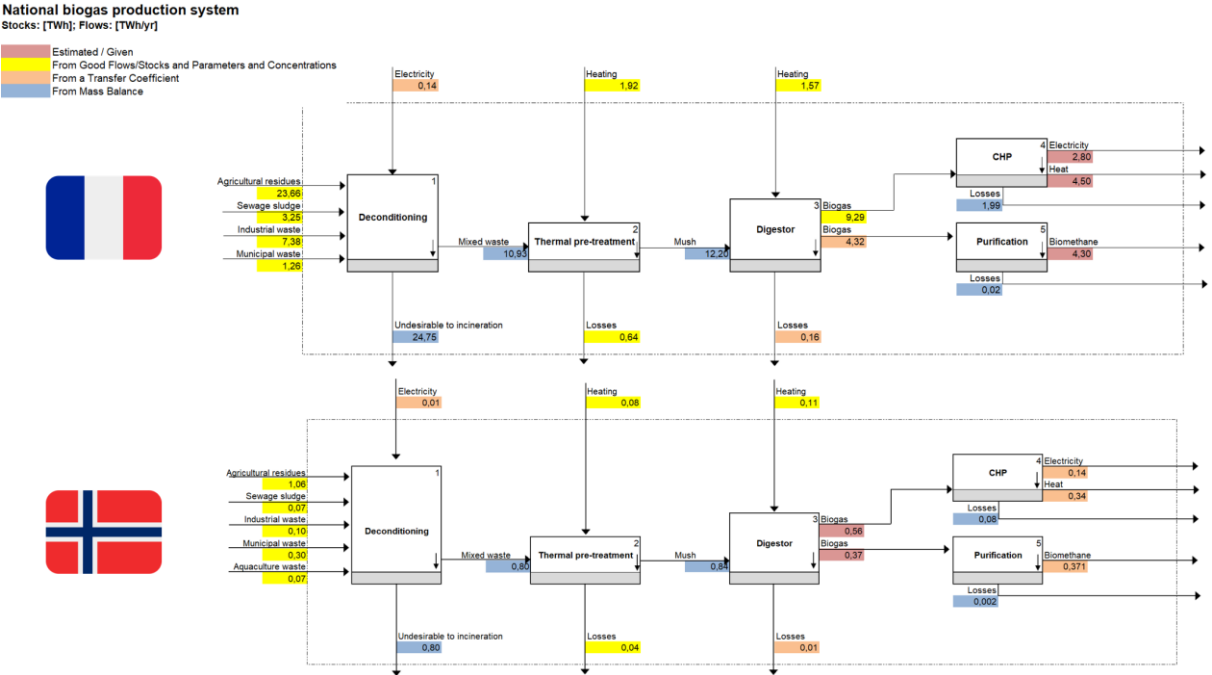 National biogas production system
Stocks: [TWh]; Flows: [TWh/yr]
Estimated / Given
From Good Flows/Stocks and Parameters and Concentrations
From a Transfer Coefficient
From Mass Balance
Electricity
0,14
Heating
1,92
Heating
1,57
Agricultural residues
23,66
Sewage sludge
3,25
Industrial waste
7,38
Municipal waste
1,26
1
Deconditioning
Mixed waste
10,93
2
Thermal pre-treatment
Mush
12,20
3
Digestor
Biogas
9,29
Biogas
4,32
4
CHP
Electricity
2,80
Heat
4,50
Losses
1,99
5
Purification
Biomethane
4,30
Losses
0,02
Undesirable to incineration
24,75
Losses
0,64
Losses
0,16
Electricity
0,01
Heating
0,08
Heating
0,11
Agricultural residues
1,06
Sewage sludge
0,07
Industrial waste
0,10
Municipal waste
0,30
Aquaculture waste
0,07
1
Deconditioning
Mixed waste
0,80
2
Thermal pre-treatment
Mush
0,84
3
Digestor
Biogas
0,56
Biogas
0,37
4
CHP
Electricity
0,14
Heat
0,34
Losses
0,08
5
Purification
Biomethane
0,371
Losses
0,002
Undesirable to incineration
0,80
Losses
0,04
Losses
0,01